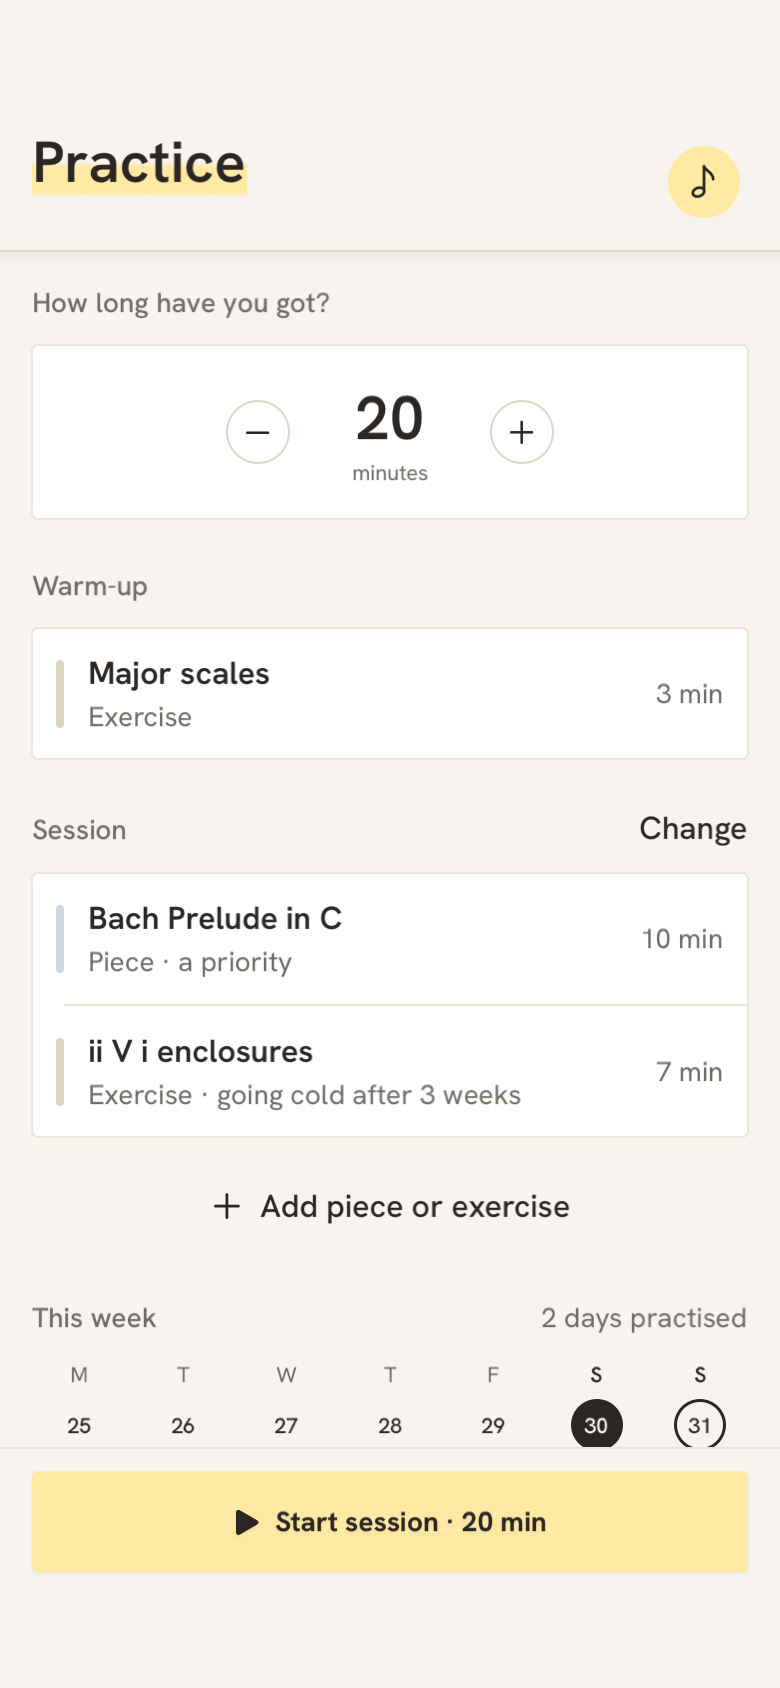 Practice
How long have you got?
20
minutes
Warm-up
Major scales
Exercise
3 min
Session
Change
Bach Prelude in C
Piece · a priority
10 min
ii V i enclosures
Exercise · going cold after 3 weeks
7 min
+ Add piece or exercise
This week
2 days practised
M T W T F S S
25 26 27 28 29 30 31
Start session · 20 min